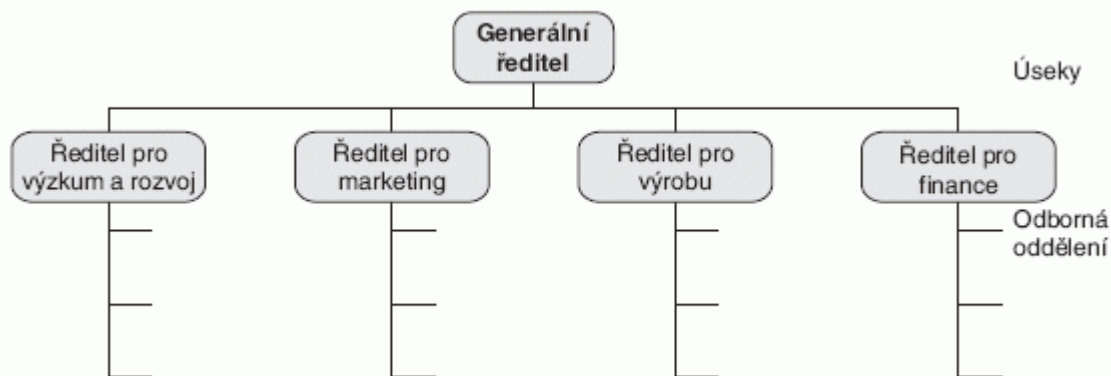 Generální
ředitel
Úseky
Ředitel pro
výzkum a rozvoj
Ředitel pro
marketing
Ředitel pro
výrobu
Ředitel pro
finance
Odborná
oddělení